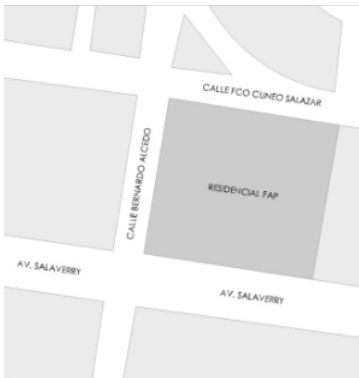 CALLE FCO CUNEO SALAZAR
CALLE BERNARDO ALCEDO
RESIDENCIAL FAP
AV. SALAVERRY
AV. SALAVERRY